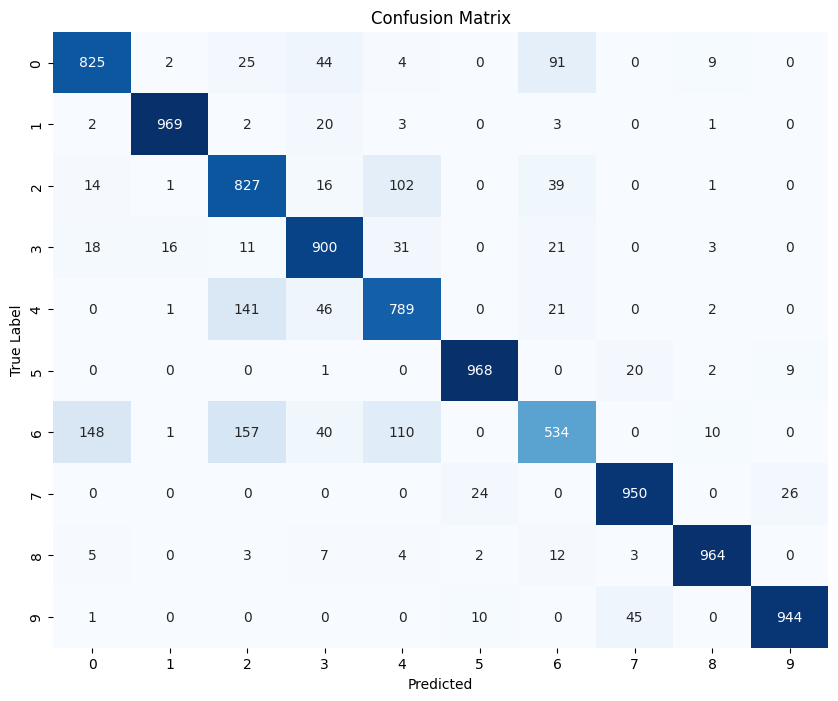 Confusion Matrix
0 825 2 25 44 4 0 91 0 9 0
1 2 969 2 20 3 0 3 0 1 0
2 14 1 827 16 102 0 39 0 1 0
3 18 16 11 900 31 0 21 0 3 0
True Label
4 0 1 141 46 789 0 21 0 2 0
5 0 0 0 1 0 968 0 20 2 9
6 148 1 157 40 110 0 534 0 10 0
7 0 0 0 0 0 24 0 950 0 26
8 5 0 3 7 4 2 12 3 964 0
9 1 0 0 0 0 10 0 45 0 944
0 1 2 3 4 5 6 7 8 9
Predicted